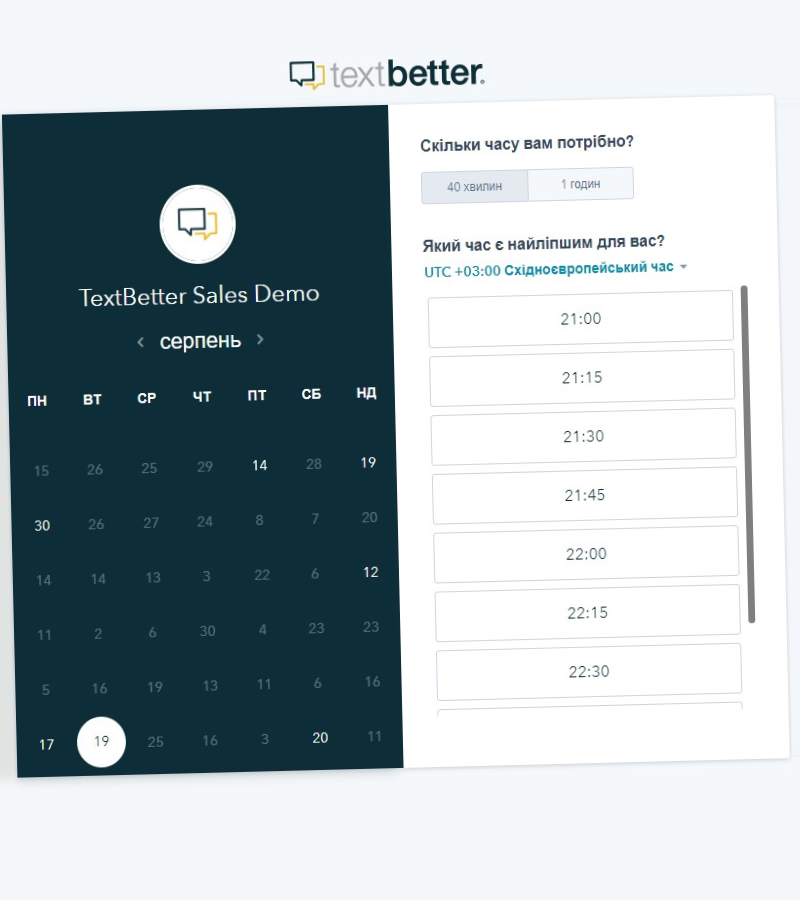 textbetter.
TextBetter Sales Demo
серпень
ПН ВТ СР ЧТ ПТ СБ НД
15 26 25 29 14 28 19
30 26 27 24 8 7 20
14 14 13 3 22 6 12
11 2 6 30 4 23 23
5 16 19 13 11 6 16
17 19 25 16 3 20 11
Скільки часу вам потрібно?
40 хвилин 1 годин
Який час є найліпшим для вас?
UTC +03:00 Східноєвропейський час
21:00
21:15
21:30
21:45
22:00
22:15
22:30